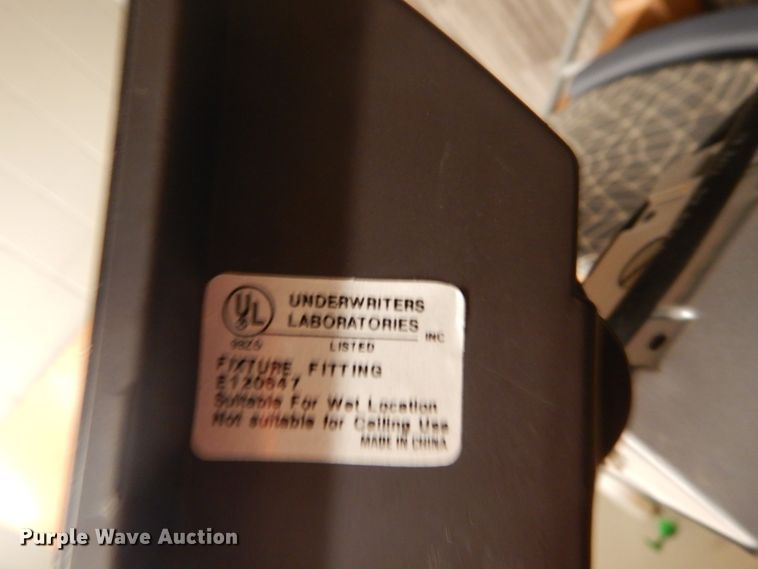 UL
UNDERWRITERS
LABORATORIES INC
LISTED
FIXTURE, FITTING
E120647
Suitable For Wet Location
Not suitable for Ceiling Use
MADE IN CHINA
Purple Wave Auction